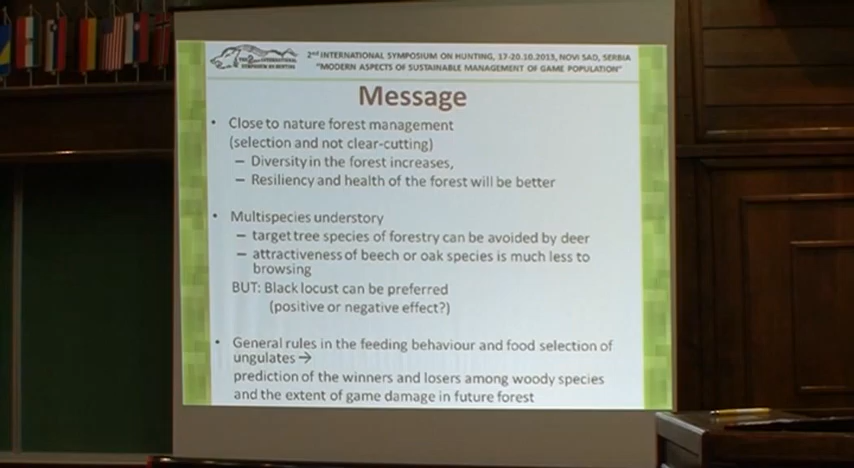 2nd INTERNATIONAL SYMPOSIUM ON HUNTING, 17-20.10.2013, NOVI SAD, SERBIA
"MODERN ASPECTS OF SUSTAINABLE MANAGEMENT OF GAME POPULATION"
Message
• Close to nature forest management
(selection and not clear-cutting)
– Diversity in the forest increases,
– Resiliency and health of the forest will be better
• Multispecies understory
– target tree species of forestry can be avoided by deer
– attractiveness of beech or oak species is much less to
browsing
BUT: Black locust can be preferred
(positive or negative effect?)
• General rules in the feeding behaviour and food selection of
ungulates →
prediction of the winners and losers among woody species
and the extent of game damage in future forest